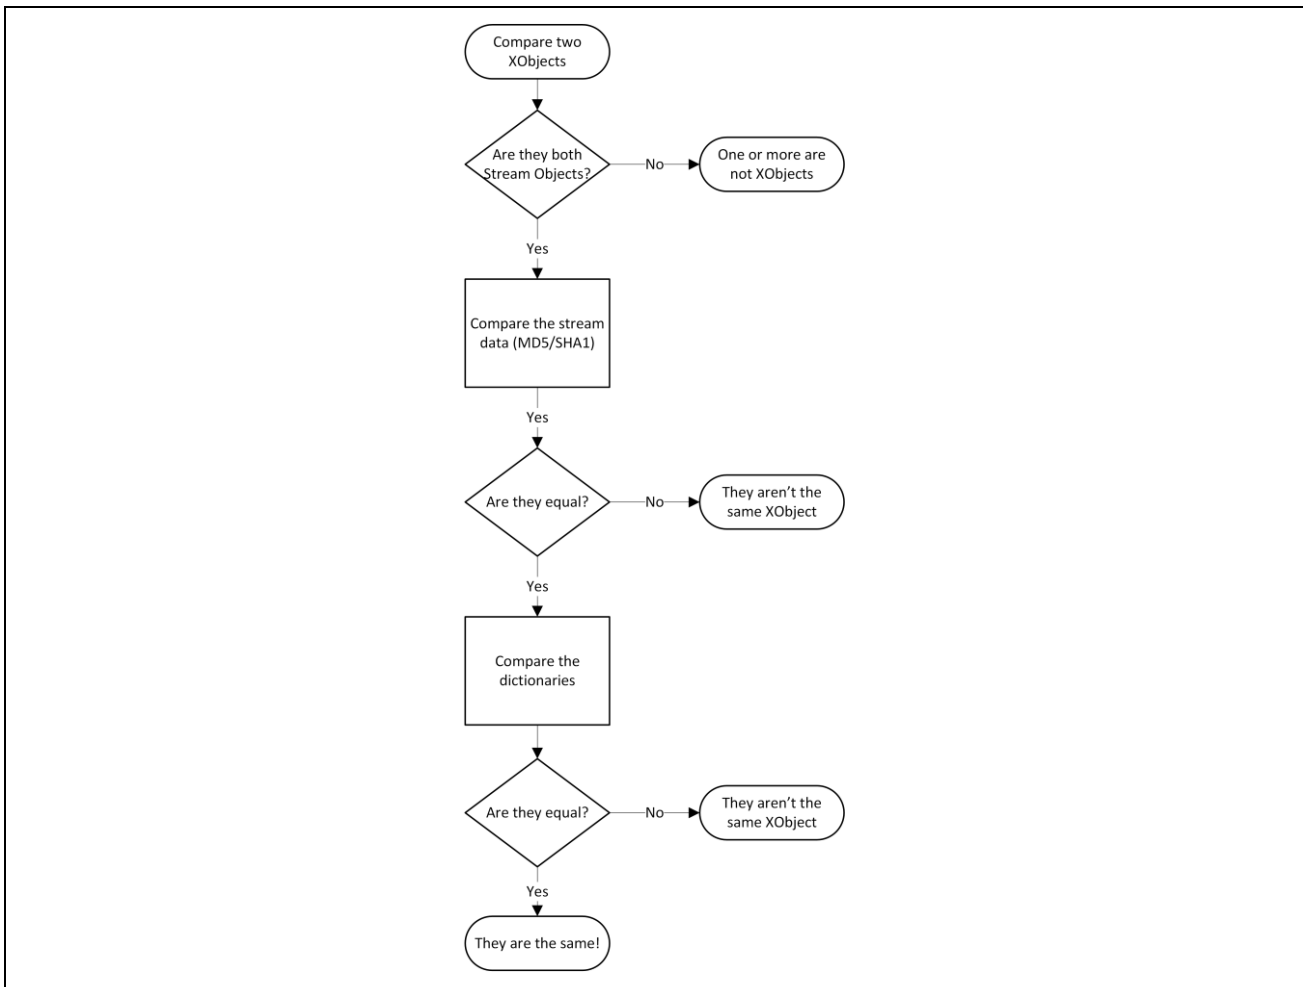 Compare two
XObjects
Are they both
Stream Objects?
No
One or more are
not XObjects
Yes
Compare the stream
data (MD5/SHA1)
Yes
Are they equal?
No
They aren’t the
same XObject
Yes
Compare the
dictionaries
Are they equal?
No
They aren’t the
same XObject
Yes
They are the same!